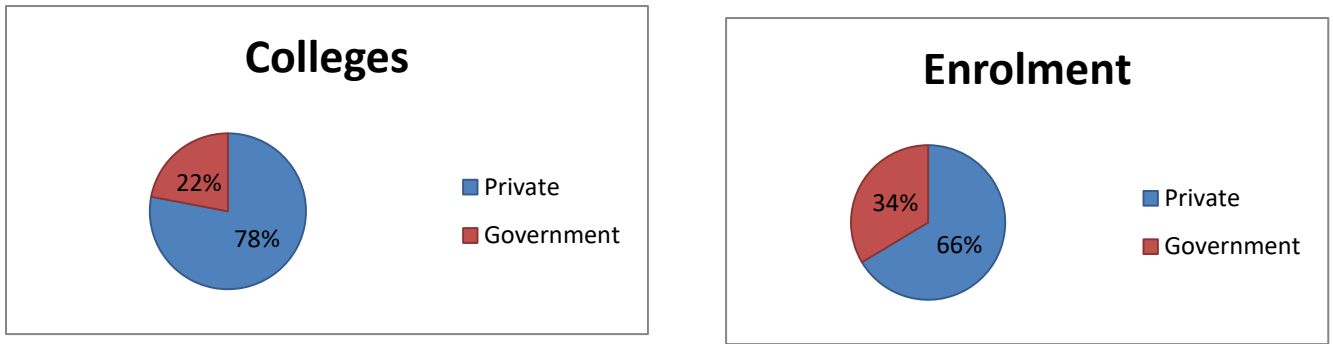 Colleges
22%
78%
Private
Government
Enrolment
34%
66%
Private
Government